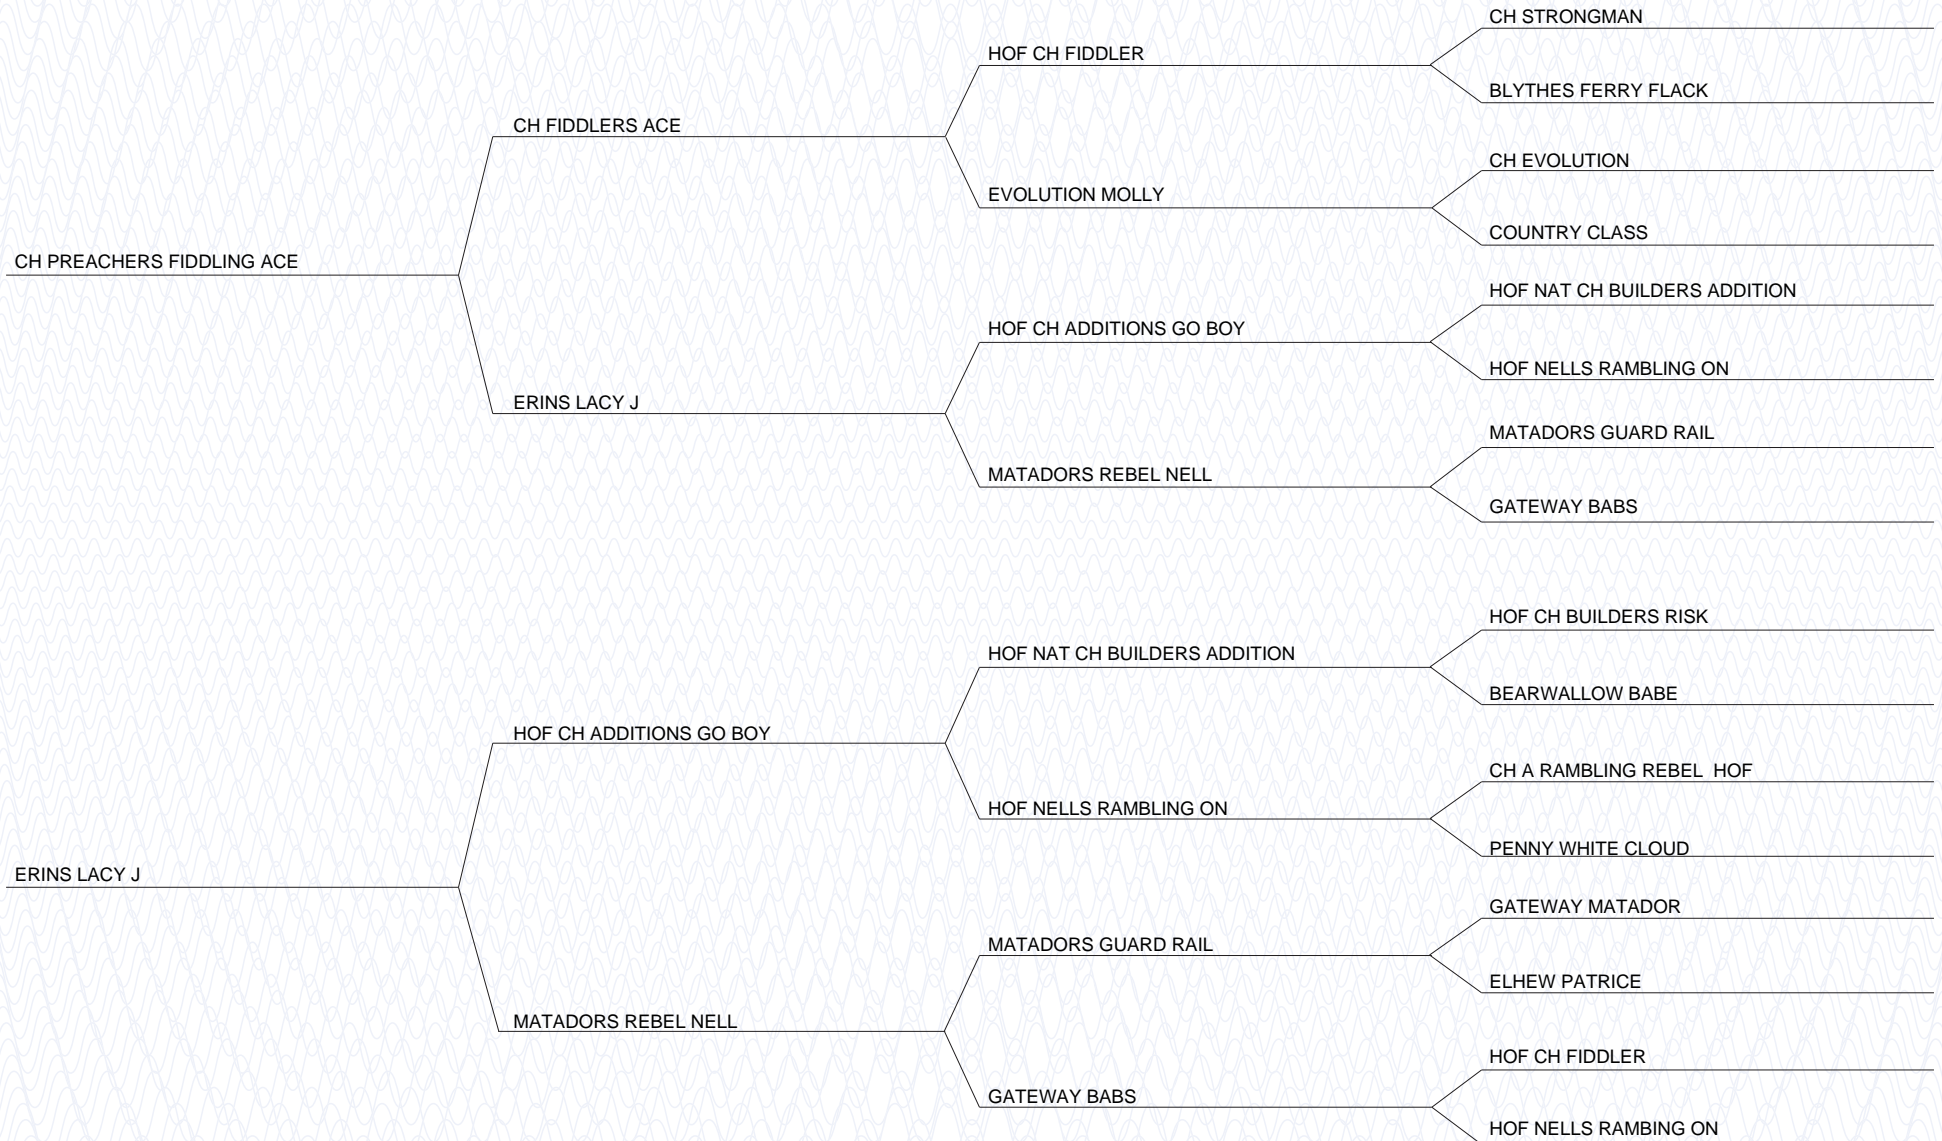 CH STRONGMAN
HOF CH FIDDLER
BLYTHES FERRY FLACK
CH FIDDLERS ACE
CH EVOLUTION
EVOLUTION MOLLY
COUNTRY CLASS
CH PREACHERS FIDDLING ACE
HOF NAT CH BUILDERS ADDITION
HOF CH ADDITIONS GO BOY
HOF NELLS RAMBLING ON
ERINS LACY J
MATADORS GUARD RAIL
MATADORS REBEL NELL
GATEWAY BABS
HOF CH BUILDERS RISK
HOF NAT CH BUILDERS ADDITION
BEARWALLOW BABE
HOF CH ADDITIONS GO BOY
CH A RAMBLING REBEL  HOF
HOF NELLS RAMBLING ON
PENNY WHITE CLOUD
ERINS LACY J
GATEWAY MATADOR
MATADORS GUARD RAIL
ELHEW PATRICE
MATADORS REBEL NELL
HOF CH FIDDLER
GATEWAY BABS
HOF NELLS RAMBING ON